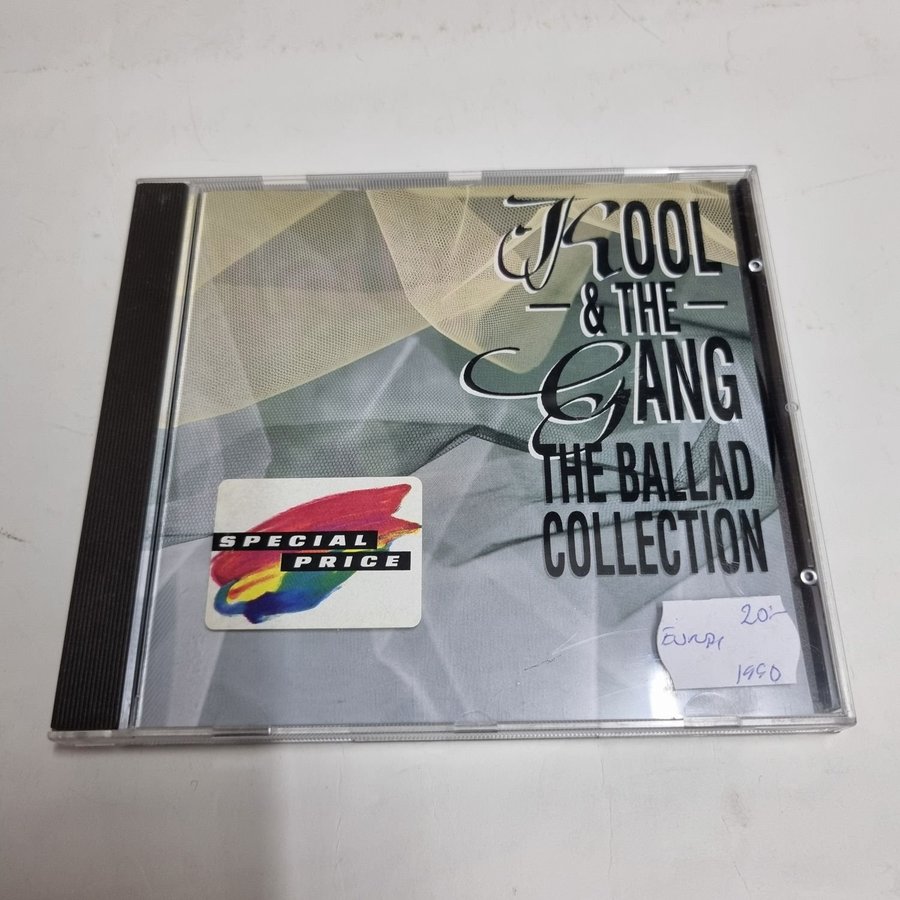 KOOL
& THE
GANG
THE BALLAD
COLLECTION
SPECIAL
PRICE
20:-
1990